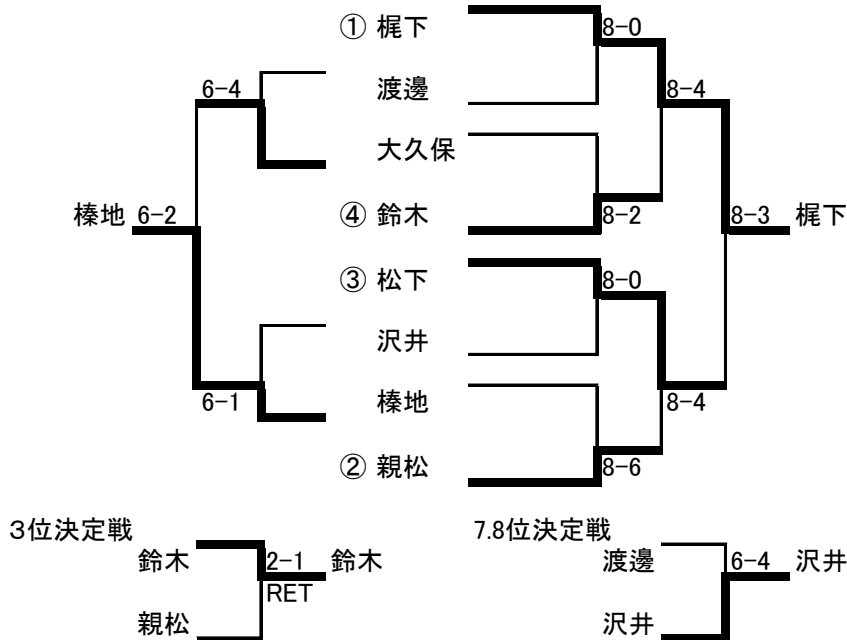 ① 梶下 8-0
6-4 渡邊 8-4
大久保
榛地 6-2 ④ 鈴木 8-2 8-3 梶下
③ 松下 8-0
沢井
6-1 榛地 8-4
② 親松 8-6
3位決定戦 7.8位決定戦
鈴木 2-1 鈴木 渡邊 6-4 沢井
RET
親松 沢井